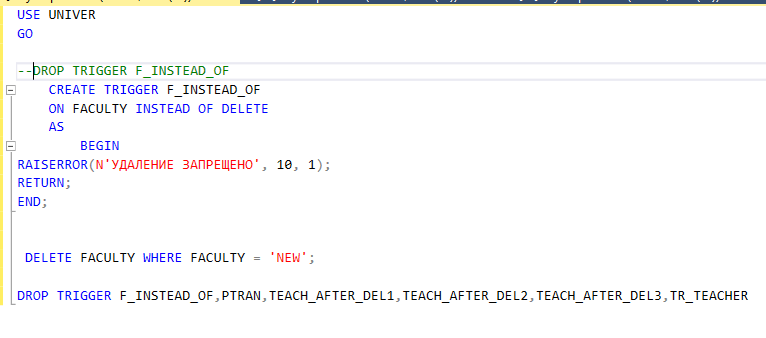 USE UNIVER
GO
--DROP TRIGGER F_INSTEAD_OF
CREATE TRIGGER F_INSTEAD_OF
ON FACULTY INSTEAD OF DELETE
AS
BEGIN
RAISERROR(N'УДАЛЕНИЕ ЗАПРЕЩЕНО', 10, 1);
RETURN;
END;
DELETE FACULTY WHERE FACULTY = 'NEW';
DROP TRIGGER F_INSTEAD_OF,PTRAN,TEACH_AFTER_DEL1,TEACH_AFTER_DEL2,TEACH_AFTER_DEL3,TR_TEACHER